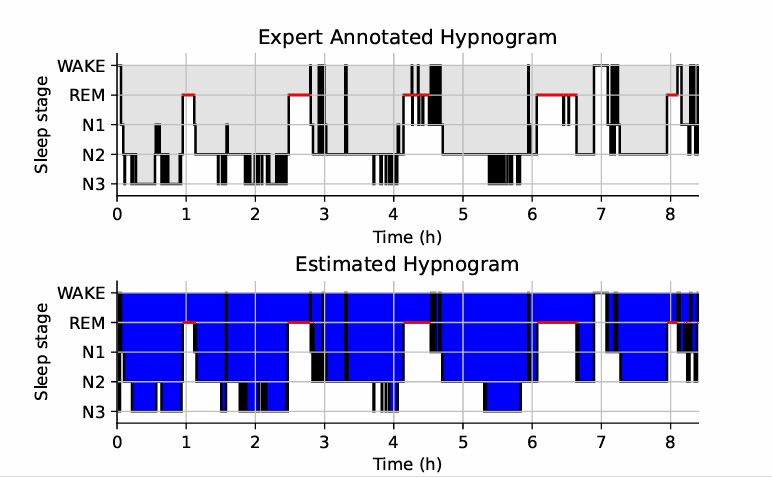 Expert Annotated Hypnogram
Sleep stage
WAKE
REM
N1
N2
N3
0 1 2 3 4 5 6 7 8
Time (h)
Estimated Hypnogram
Sleep stage
WAKE
REM
N1
N2
N3
0 1 2 3 4 5 6 7 8
Time (h)